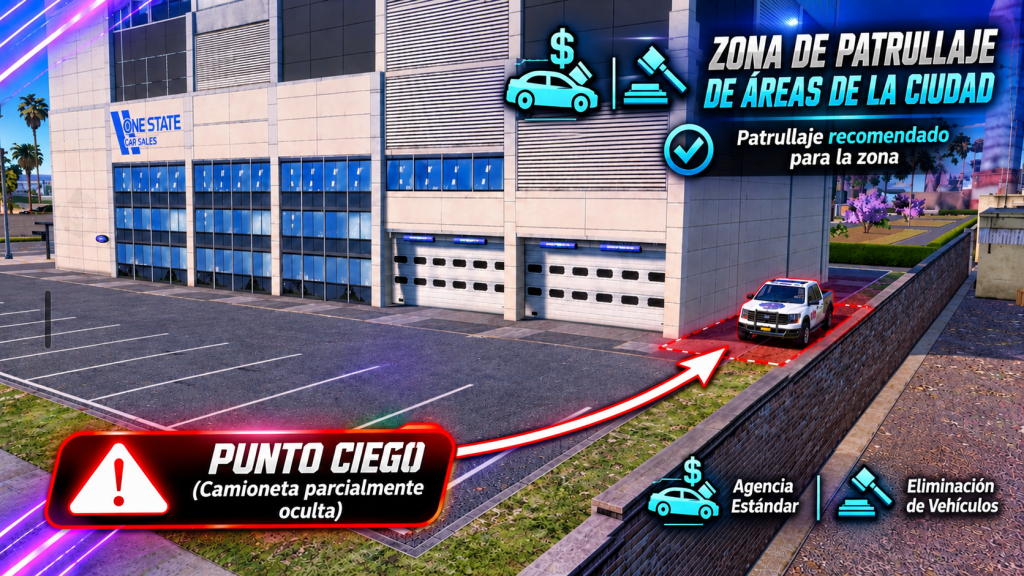 ONE STATE
CAR SALES
ZONA DE PATRULLAJE
DE ÁREAS DE LA CIUDAD
Patrullaje recomendado
para la zona
PUNTO CIEGO
(Camioneta parcialmente
oculta)
Agencia
Estándar
Eliminación
de Vehículos